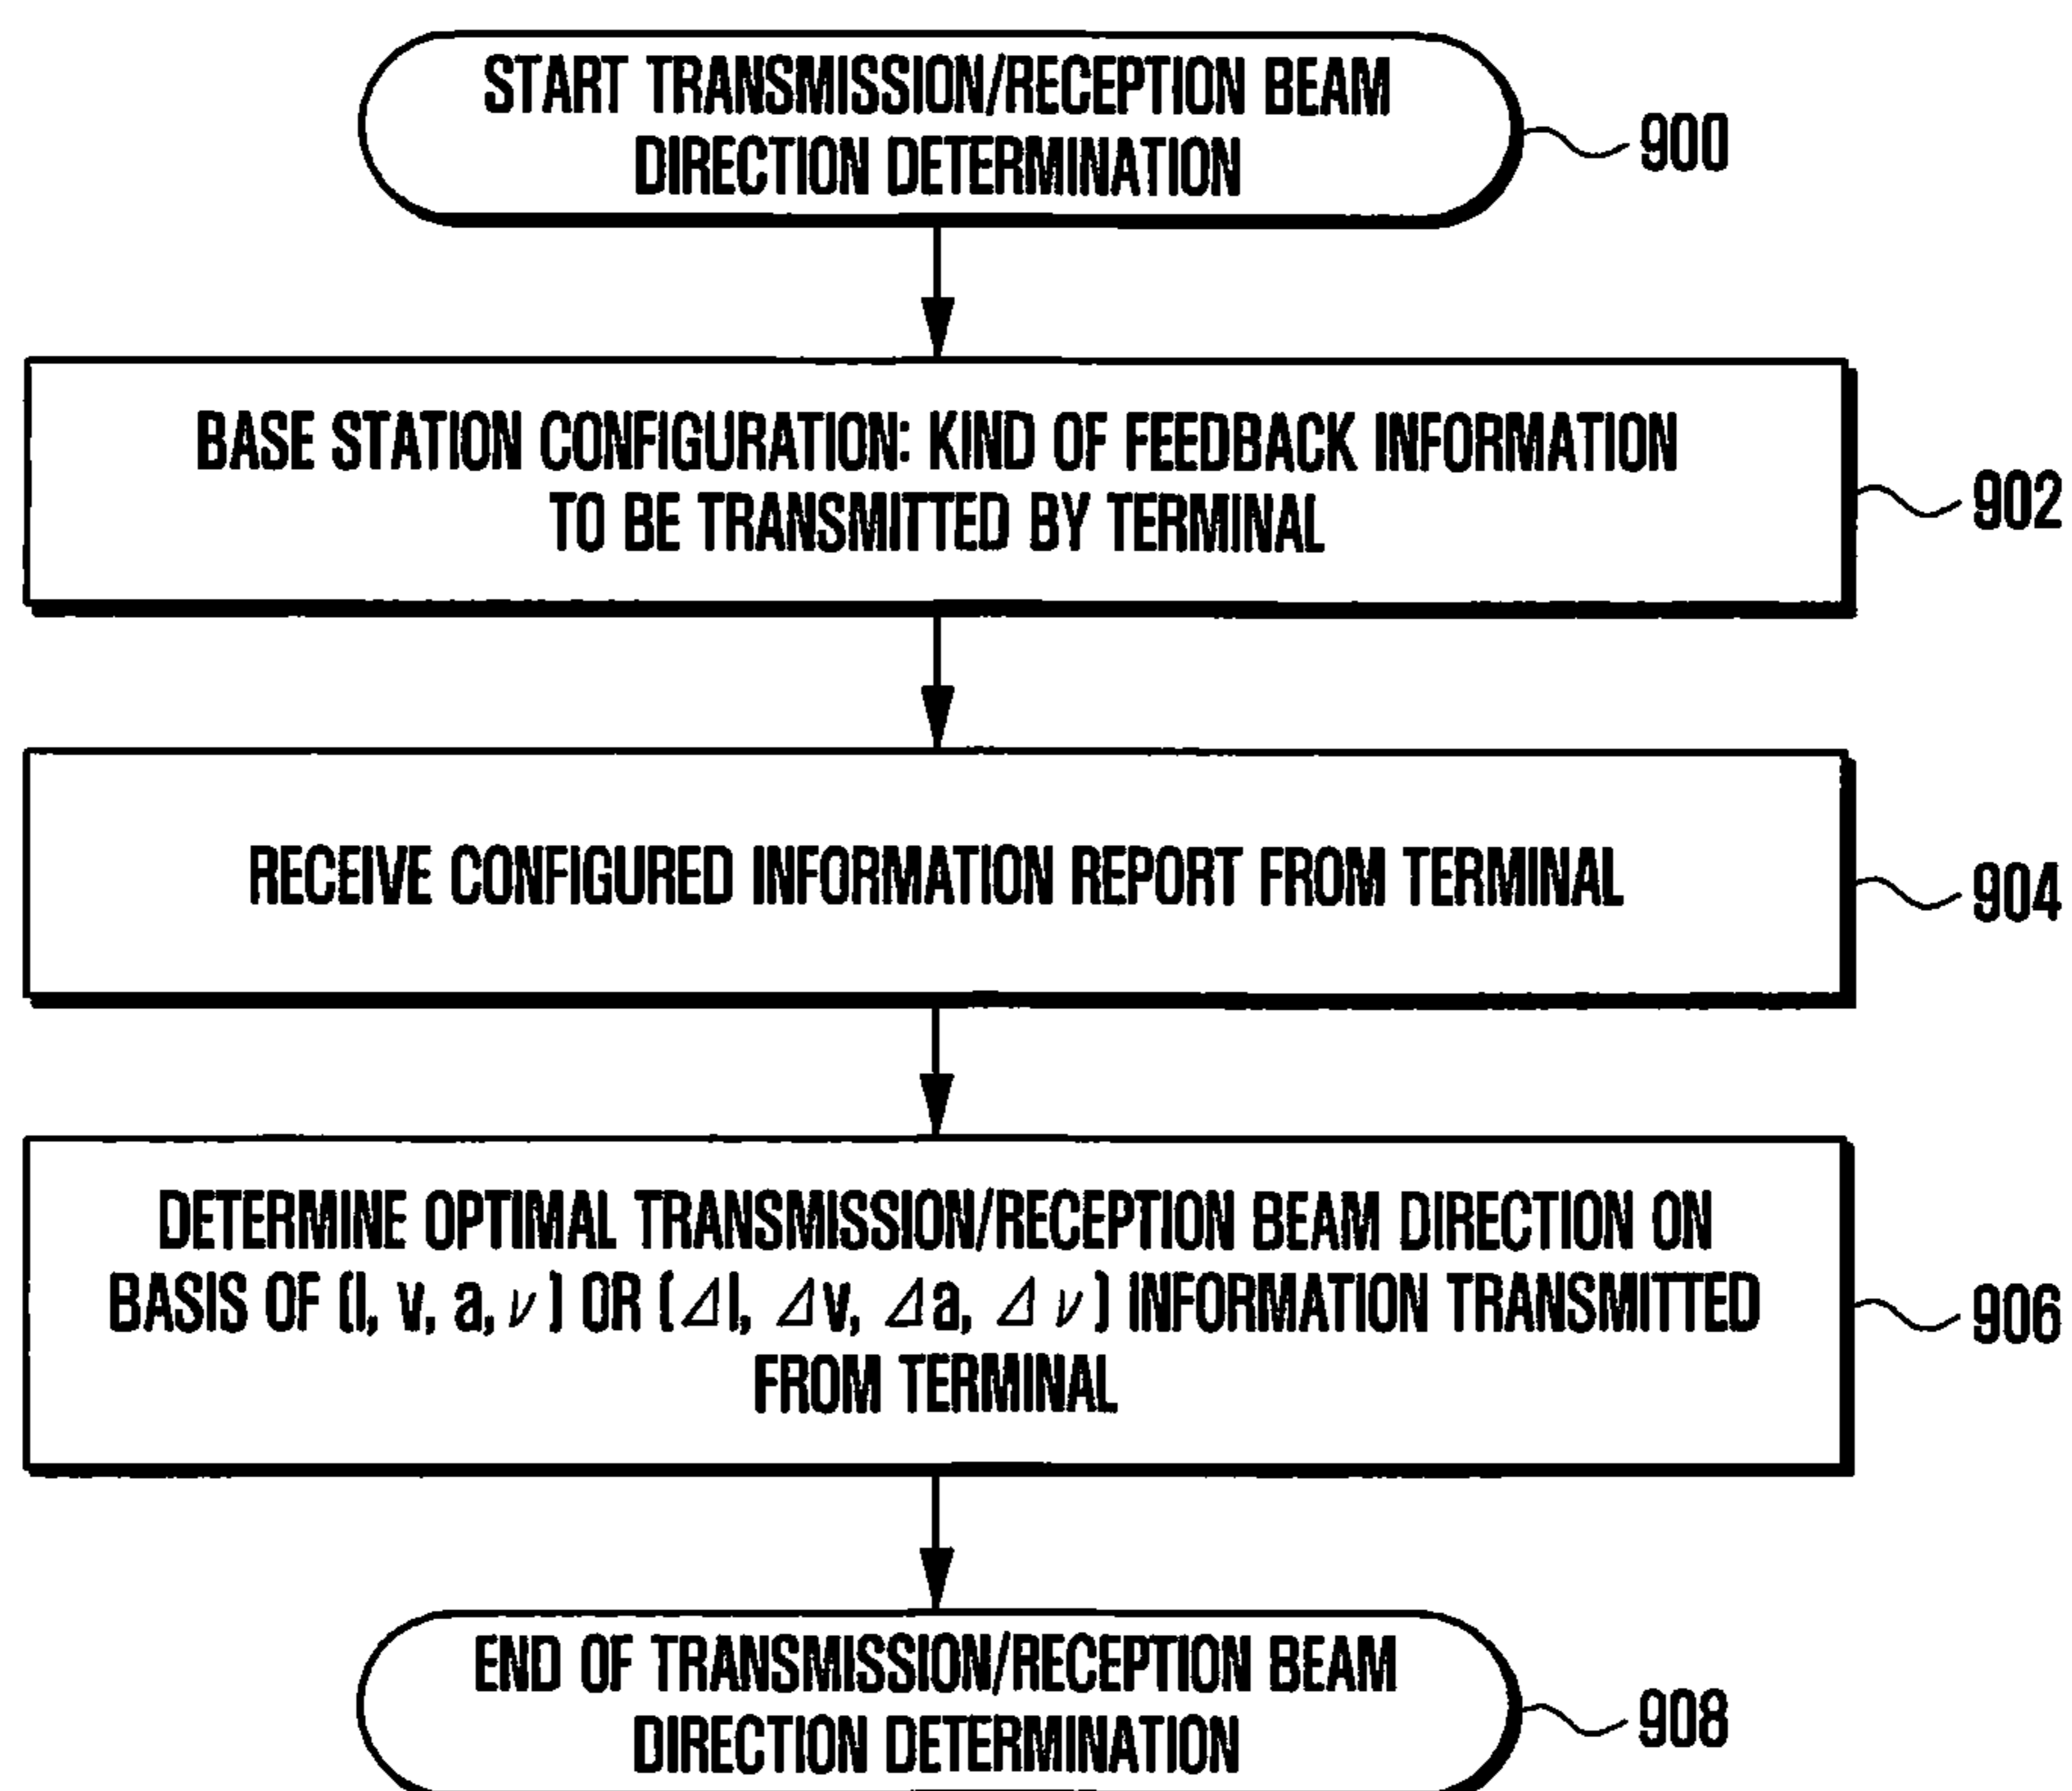 START TRANSMISSION/RECEPTION BEAM
DIRECTION DETERMINATION
900
BASE STATION CONFIGURATION: KIND OF FEEDBACK INFORMATION
TO BE TRANSMITTED BY TERMINAL
902
RECEIVE CONFIGURED INFORMATION REPORT FROM TERMINAL
904
DETERMINE OPTIMAL TRANSMISSION/RECEPTION BEAM DIRECTION ON
BASIS OF (l, v, a, ν) OR (Δl, Δv, Δa, Δν) INFORMATION TRANSMITTED
FROM TERMINAL
906
END OF TRANSMISSION/RECEPTION BEAM
DIRECTION DETERMINATION
908